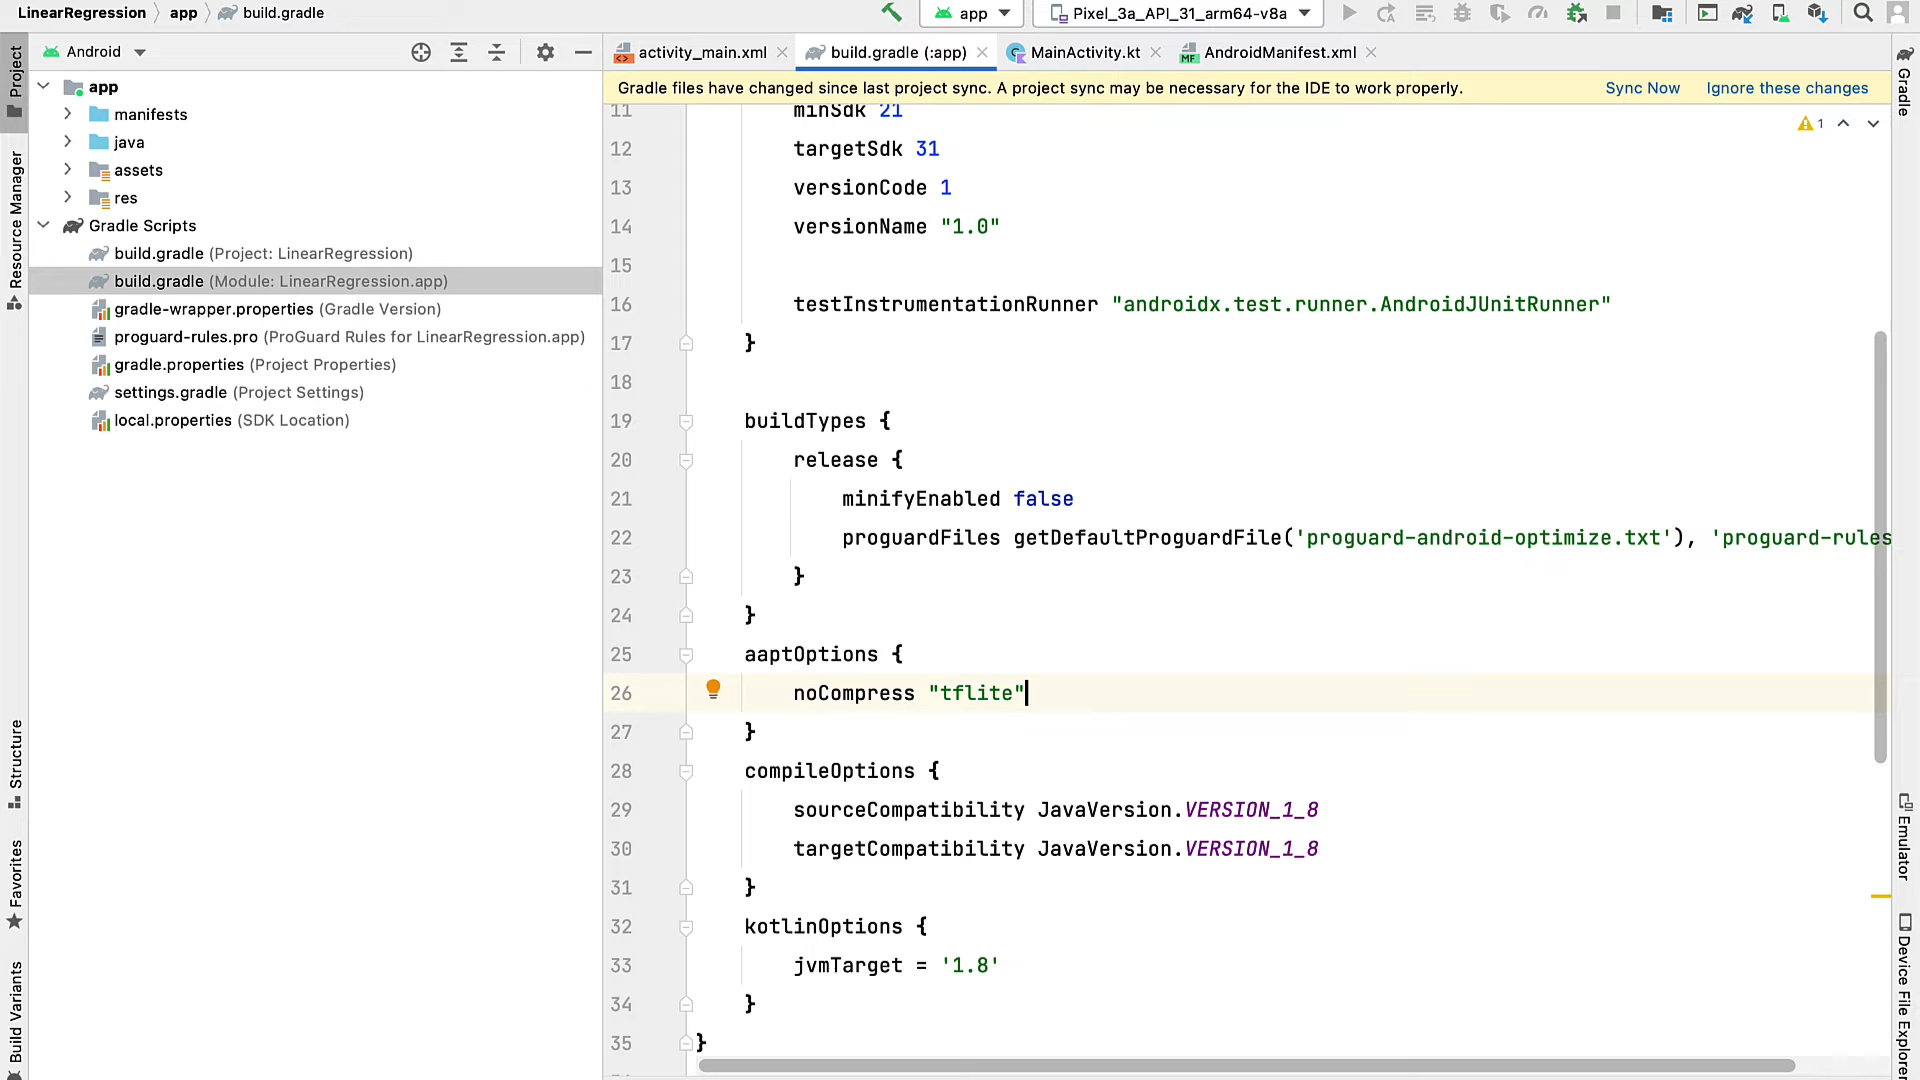 LinearRegression app build.gradle
app
Pixel_3a_API_31_arm64-v8a
Android
activity_main.xml
build.gradle (:app)
MainActivity.kt
AndroidManifest.xml
Gradle files have changed since last project sync. A project sync may be necessary for the IDE to work properly.
Sync Now
Ignore these changes
Project
Resource Manager
Structure
Favorites
Build Variants
app
manifests
java
assets
res
Gradle Scripts
build.gradle (Project: LinearRegression)
build.gradle (Module: LinearRegression.app)
gradle-wrapper.properties (Gradle Version)
proguard-rules.pro (ProGuard Rules for LinearRegression.app)
gradle.properties (Project Properties)
settings.gradle (Project Settings)
local.properties (SDK Location)
1
11 minSdk 21
12 targetSdk 31
13 versionCode 1
14 versionName "1.0"
15
16 testInstrumentationRunner "androidx.test.runner.AndroidJUnitRunner"
17 }
18
19 buildTypes {
20 release {
21 minifyEnabled false
22 proguardFiles getDefaultProguardFile('proguard-android-optimize.txt'), 'proguard-rules
23 }
24 }
25 aaptOptions {
26 noCompress "tflite"
27 }
28 compileOptions {
29 sourceCompatibility JavaVersion.VERSION_1_8
30 targetCompatibility JavaVersion.VERSION_1_8
31 }
32 kotlinOptions {
33 jvmTarget = '1.8'
34 }
35 }
Gradle
Emulator
Device File Explorer